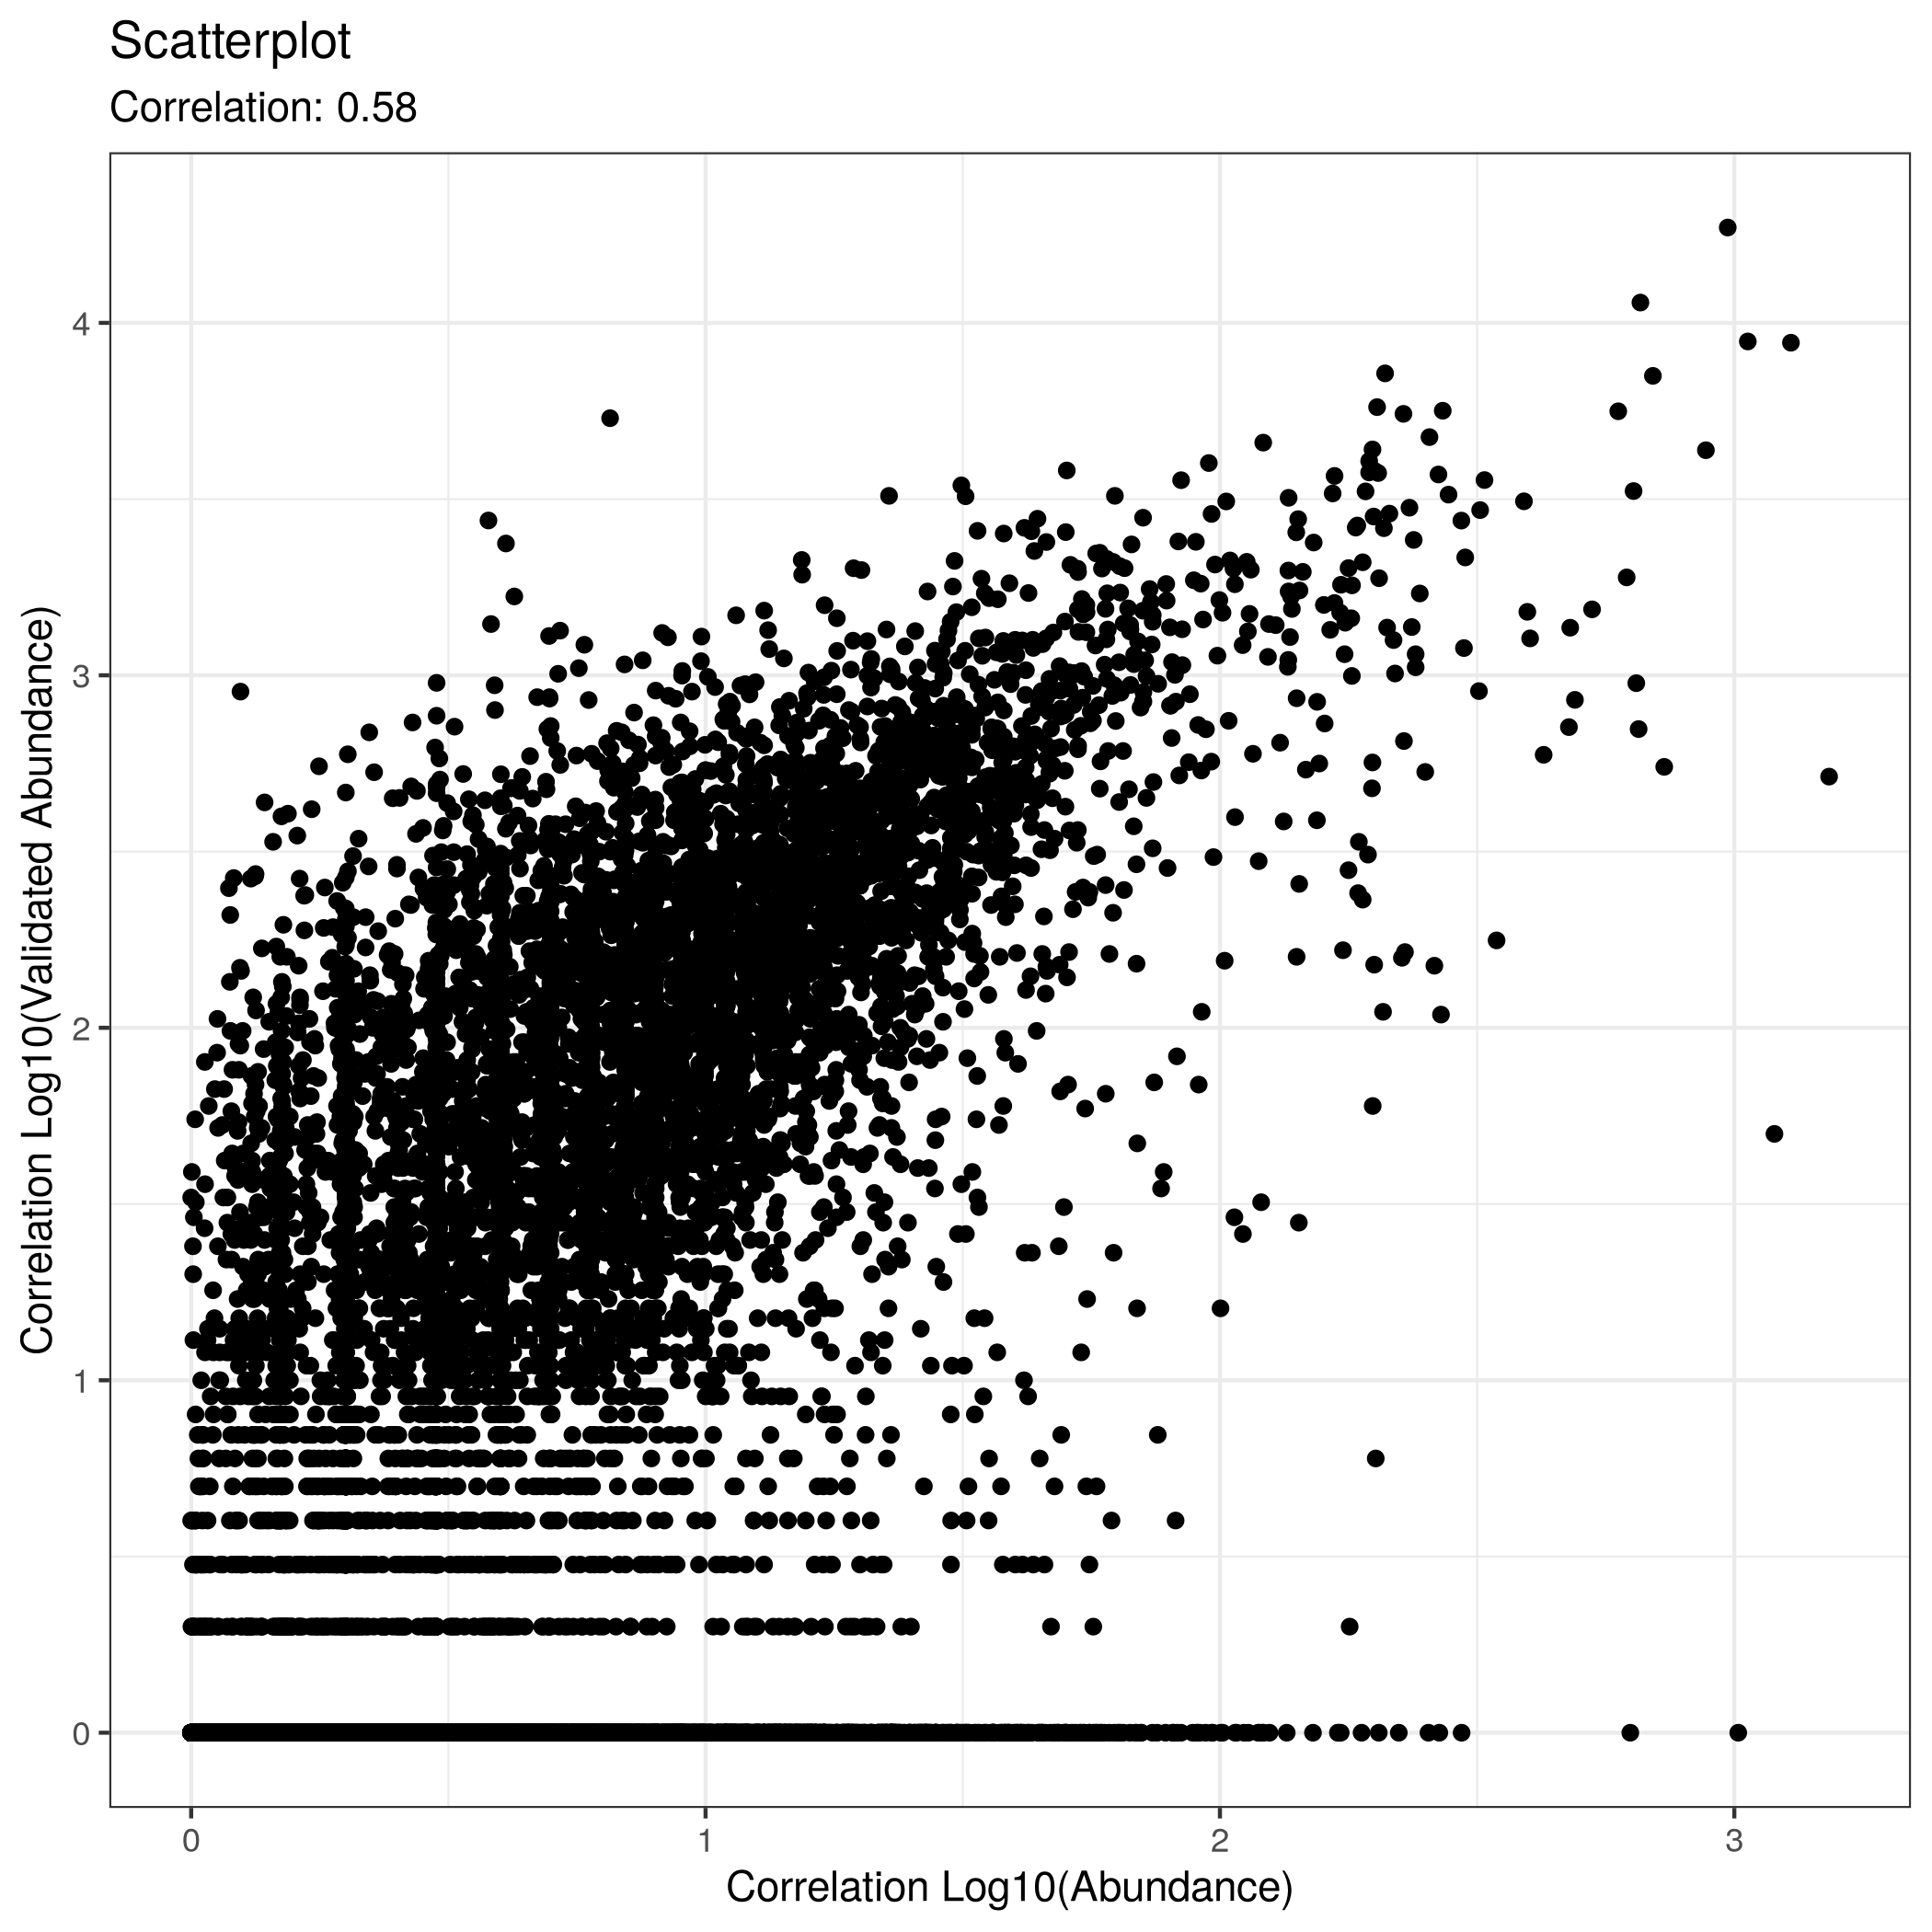 Scatterplot
Correlation: 0.58
Correlation Log10(Validated Abundance)
4
3
2
1
0
0
1
2
3
Correlation Log10(Abundance)